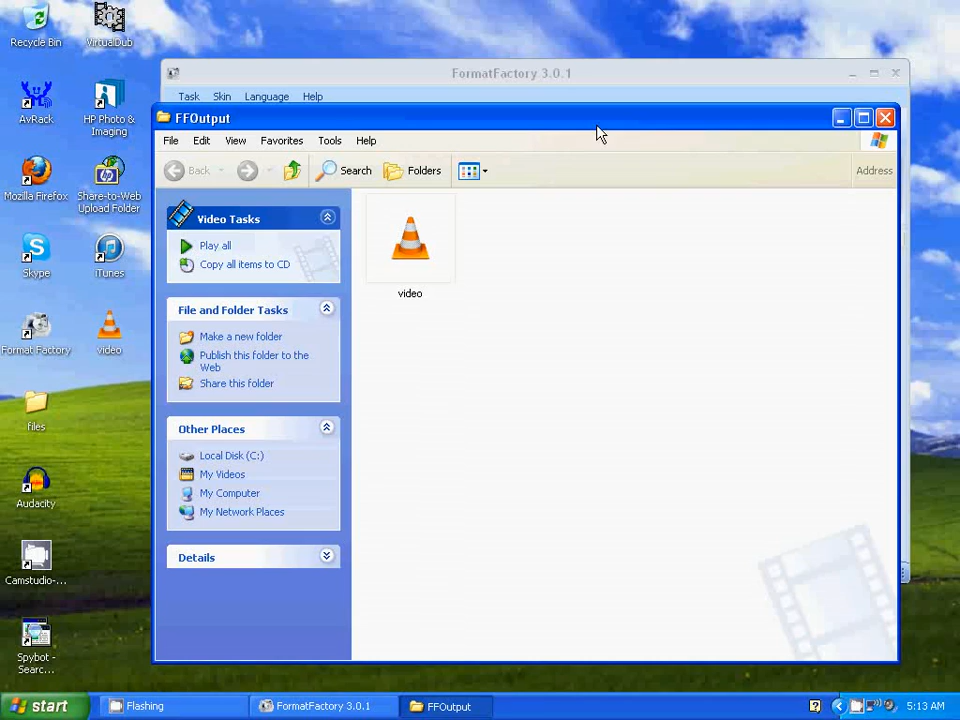 Recycle Bin
VirtualDub
AvRack
HP Photo &
Imaging
Mozilla Firefox
Share-to-Web
Upload Folder
Skype
iTunes
Format Factory
video
files
Audacity
Camstudio-...
Spybot -
Searc...
FormatFactory 3.0.1
Task Skin Language Help
FFOutput
File Edit View Favorites Tools Help
Back Search Folders Address
Video Tasks
Play all
Copy all items to CD
File and Folder Tasks
Make a new folder
Publish this folder to the
Web
Share this folder
Other Places
Local Disk (C:)
My Videos
My Computer
My Network Places
Details
video
start Flashing FormatFactory 3.0.1 FFOutput 5:13 AM